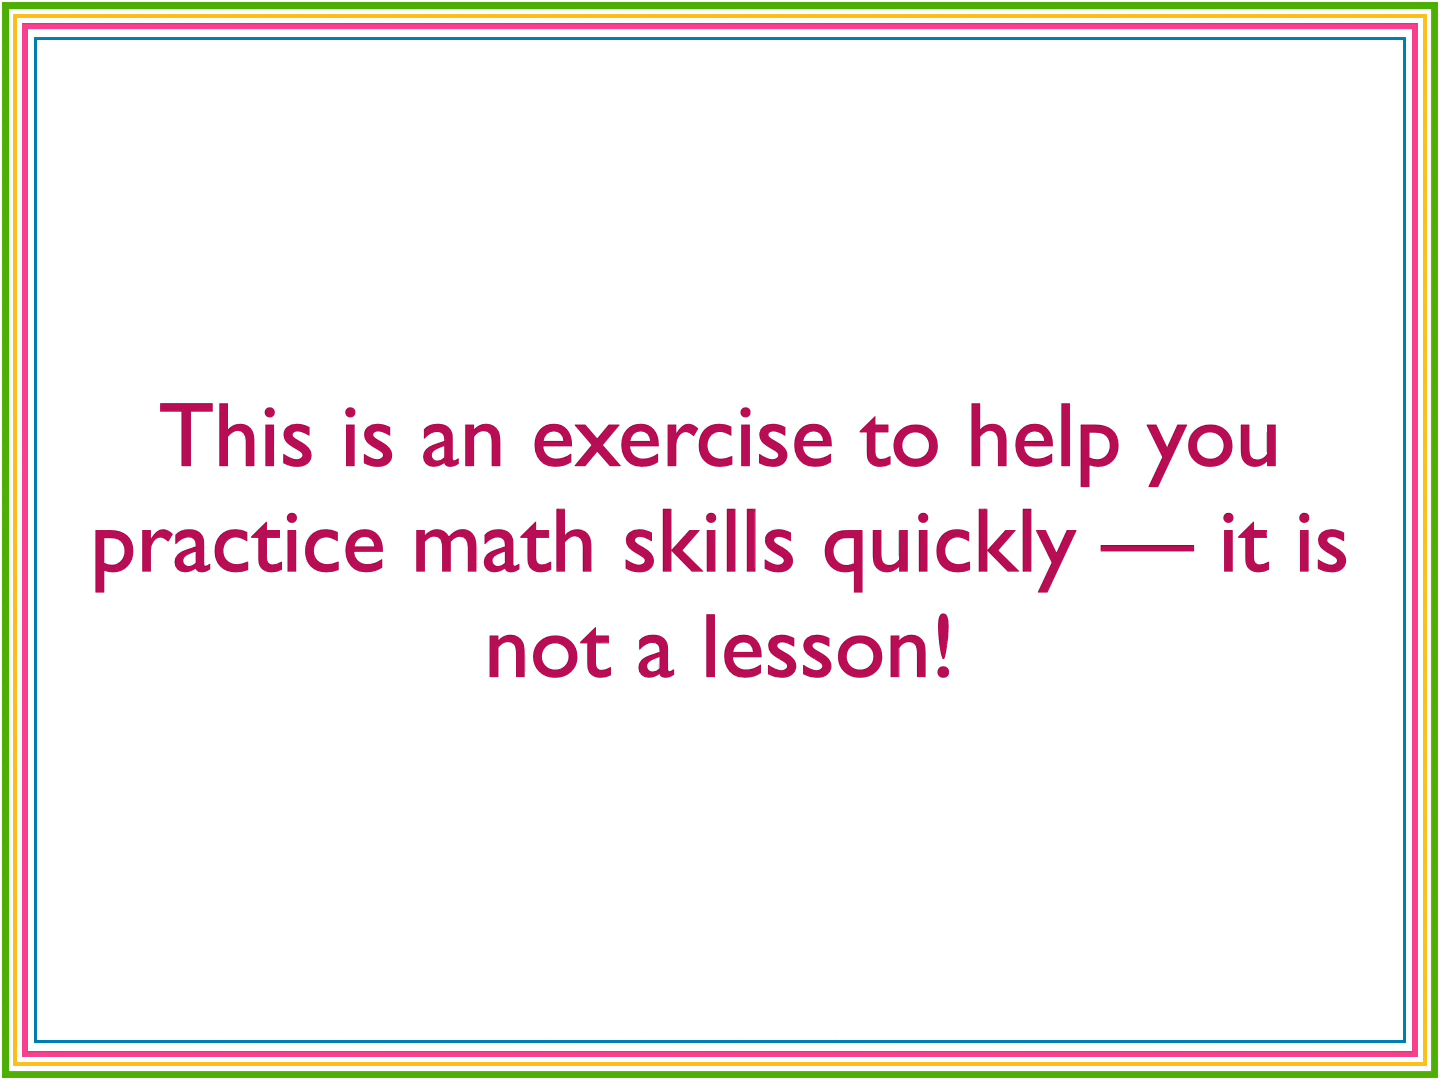 This is an exercise to help you
practice math skills quickly — it is
not a lesson!